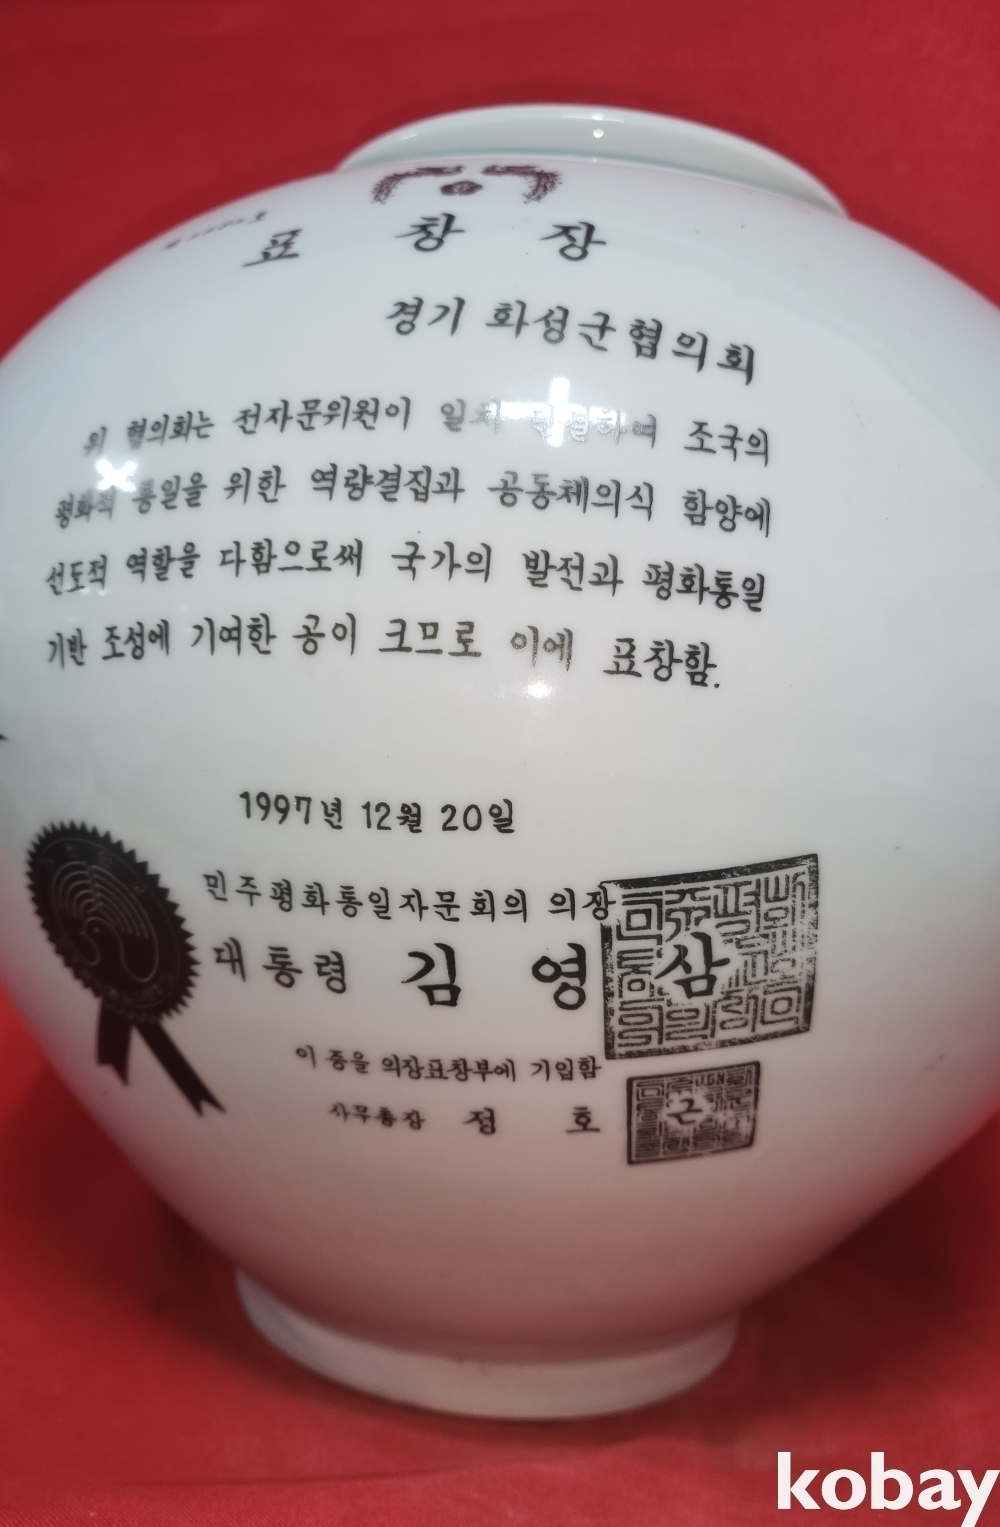 표 창 장
경기 화성군협의회
위 협의회는 전자문위원이 일치 단결하여 조국의
평화적 통일을 위한 역량결집과 공동체의식 함양에
선도적 역할을 다함으로써 국가의 발전과 평화통일
기반 조성에 기여한 공이 크므로 이에 표창함.
1997년 12월 20일
민주평화통일자문회의 의장
대통령 김 영 삼
이 증을 의장표창부에 기입함
사무총장 정 호 근
kobay